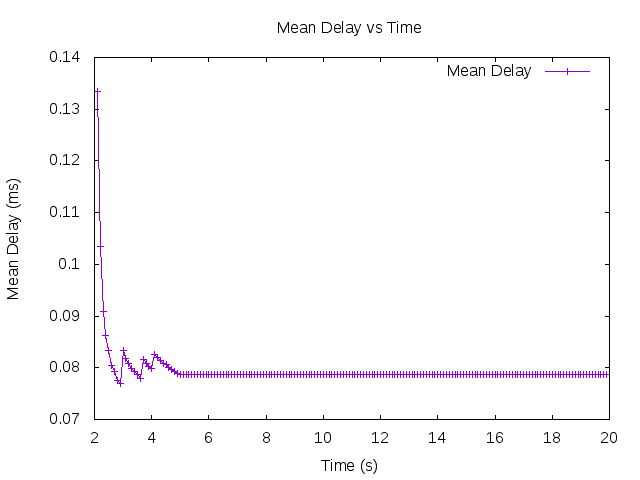 Mean Delay vs Time
Mean Delay
0.14
0.13
0.12
0.11
0.1
0.09
0.08
0.07
Mean Delay (ms)
2 4 6 8 10 12 14 16 18 20
Time (s)